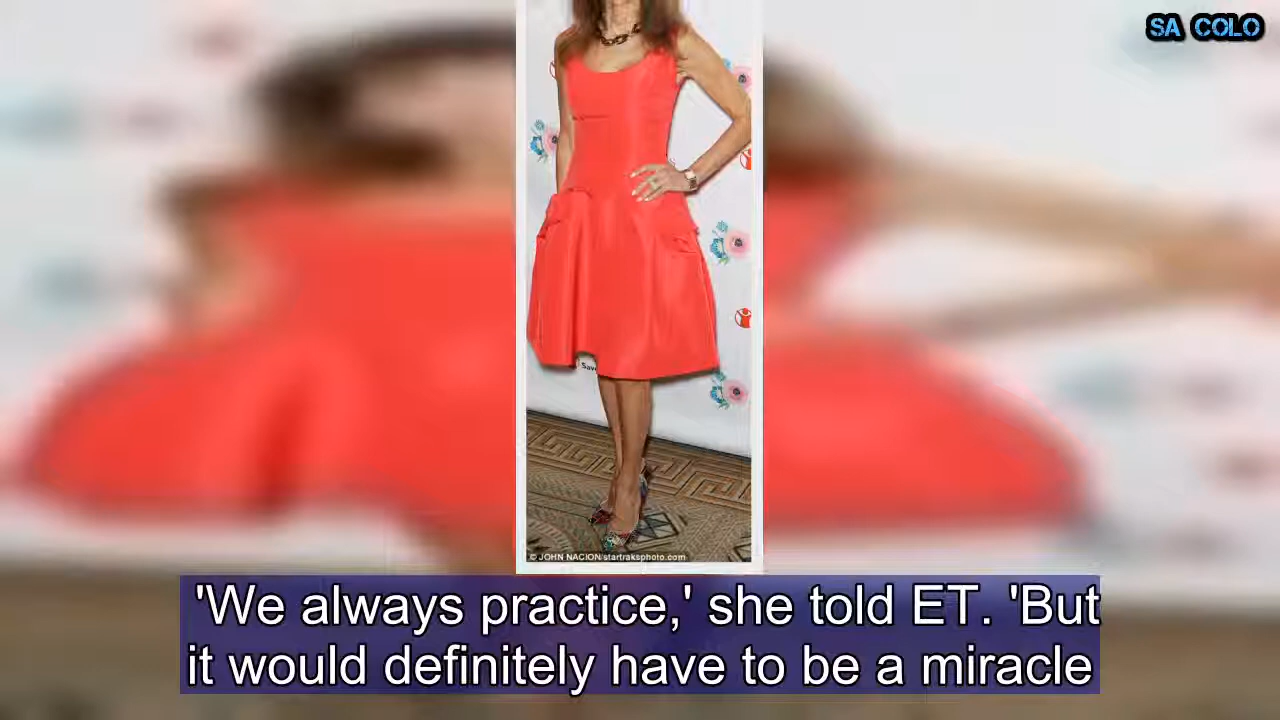 SA COLO
Save
© JOHN NACION/startraksphoto.com
'We always practice,' she told ET. 'But
it would definitely have to be a miracle